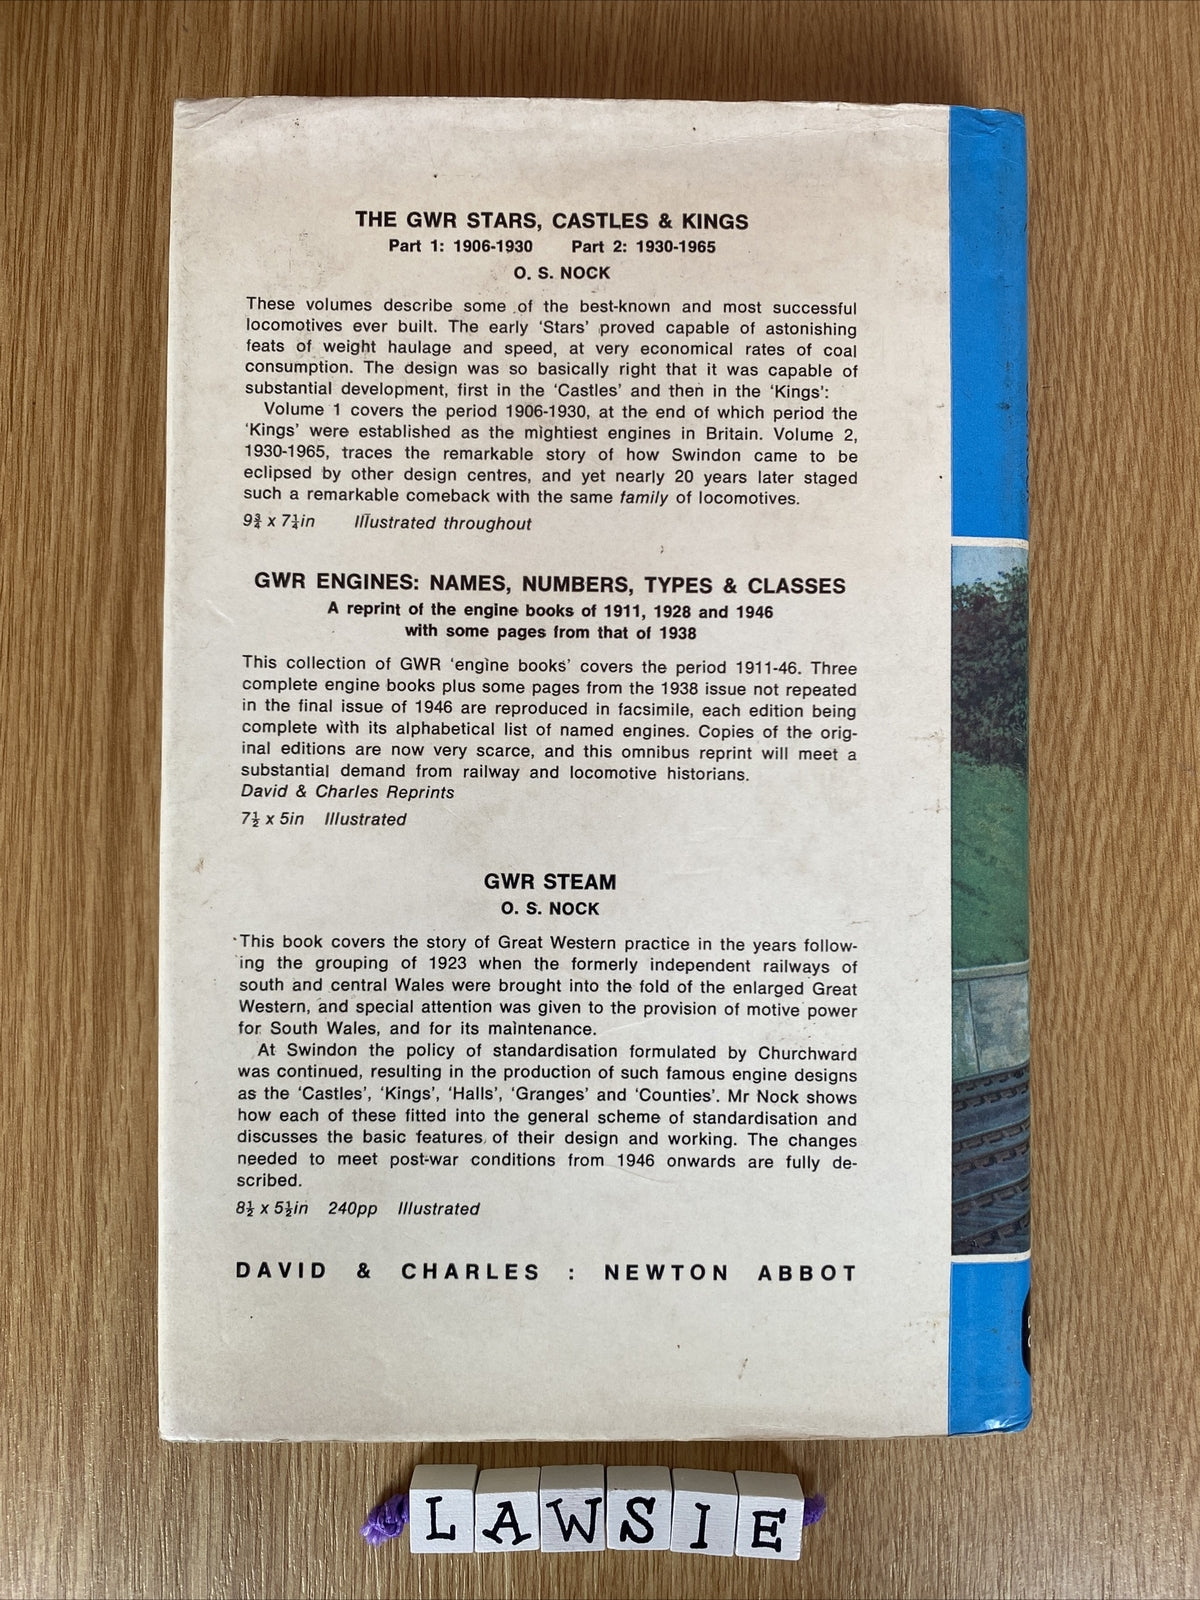 THE GWR STARS, CASTLES & KINGS
Part 1: 1906-1930 Part 2: 1930-1965
O. S. NOCK
These volumes describe some of the best-known and most successful
locomotives ever built. The early ‘Stars’ proved capable of astonishing
feats of weight haulage and speed, at very economical rates of coal
consumption. The design was so basically right that it was capable of
substantial development, first in the ‘Castles’ and then in the ‘Kings’:
Volume 1 covers the period 1906-1930, at the end of which period the
‘Kings’ were established as the mightiest engines in Britain. Volume 2,
1930-1965, traces the remarkable story of how Swindon came to be
eclipsed by other design centres, and yet nearly 20 years later staged
such a remarkable comeback with the same family of locomotives.
9¾ x 7¼in Illustrated throughout
GWR ENGINES: NAMES, NUMBERS, TYPES & CLASSES
A reprint of the engine books of 1911, 1928 and 1946
with some pages from that of 1938
This collection of GWR ‘engine books’ covers the period 1911-46. Three
complete engine books plus some pages from the 1938 issue not repeated
in the final issue of 1946 are reproduced in facsimile, each edition being
complete with its alphabetical list of named engines. Copies of the orig-
inal editions are now very scarce, and this omnibus reprint will meet a
substantial demand from railway and locomotive historians.
David & Charles Reprints
7½ x 5in Illustrated
GWR STEAM
O. S. NOCK
This book covers the story of Great Western practice in the years follow-
ing the grouping of 1923 when the formerly independent railways of
south and central Wales were brought into the fold of the enlarged Great
Western, and special attention was given to the provision of motive power
for South Wales, and for its maintenance.
At Swindon the policy of standardisation formulated by Churchward
was continued, resulting in the production of such famous engine designs
as the ‘Castles’, ‘Kings’, ‘Halls’, ‘Granges’ and ‘Counties’. Mr Nock shows
how each of these fitted into the general scheme of standardisation and
discusses the basic features of their design and working. The changes
needed to meet post-war conditions from 1946 onwards are fully de-
scribed.
8½ x 5½in 240pp Illustrated
DAVID & CHARLES : NEWTON ABBOT
LAWSIE